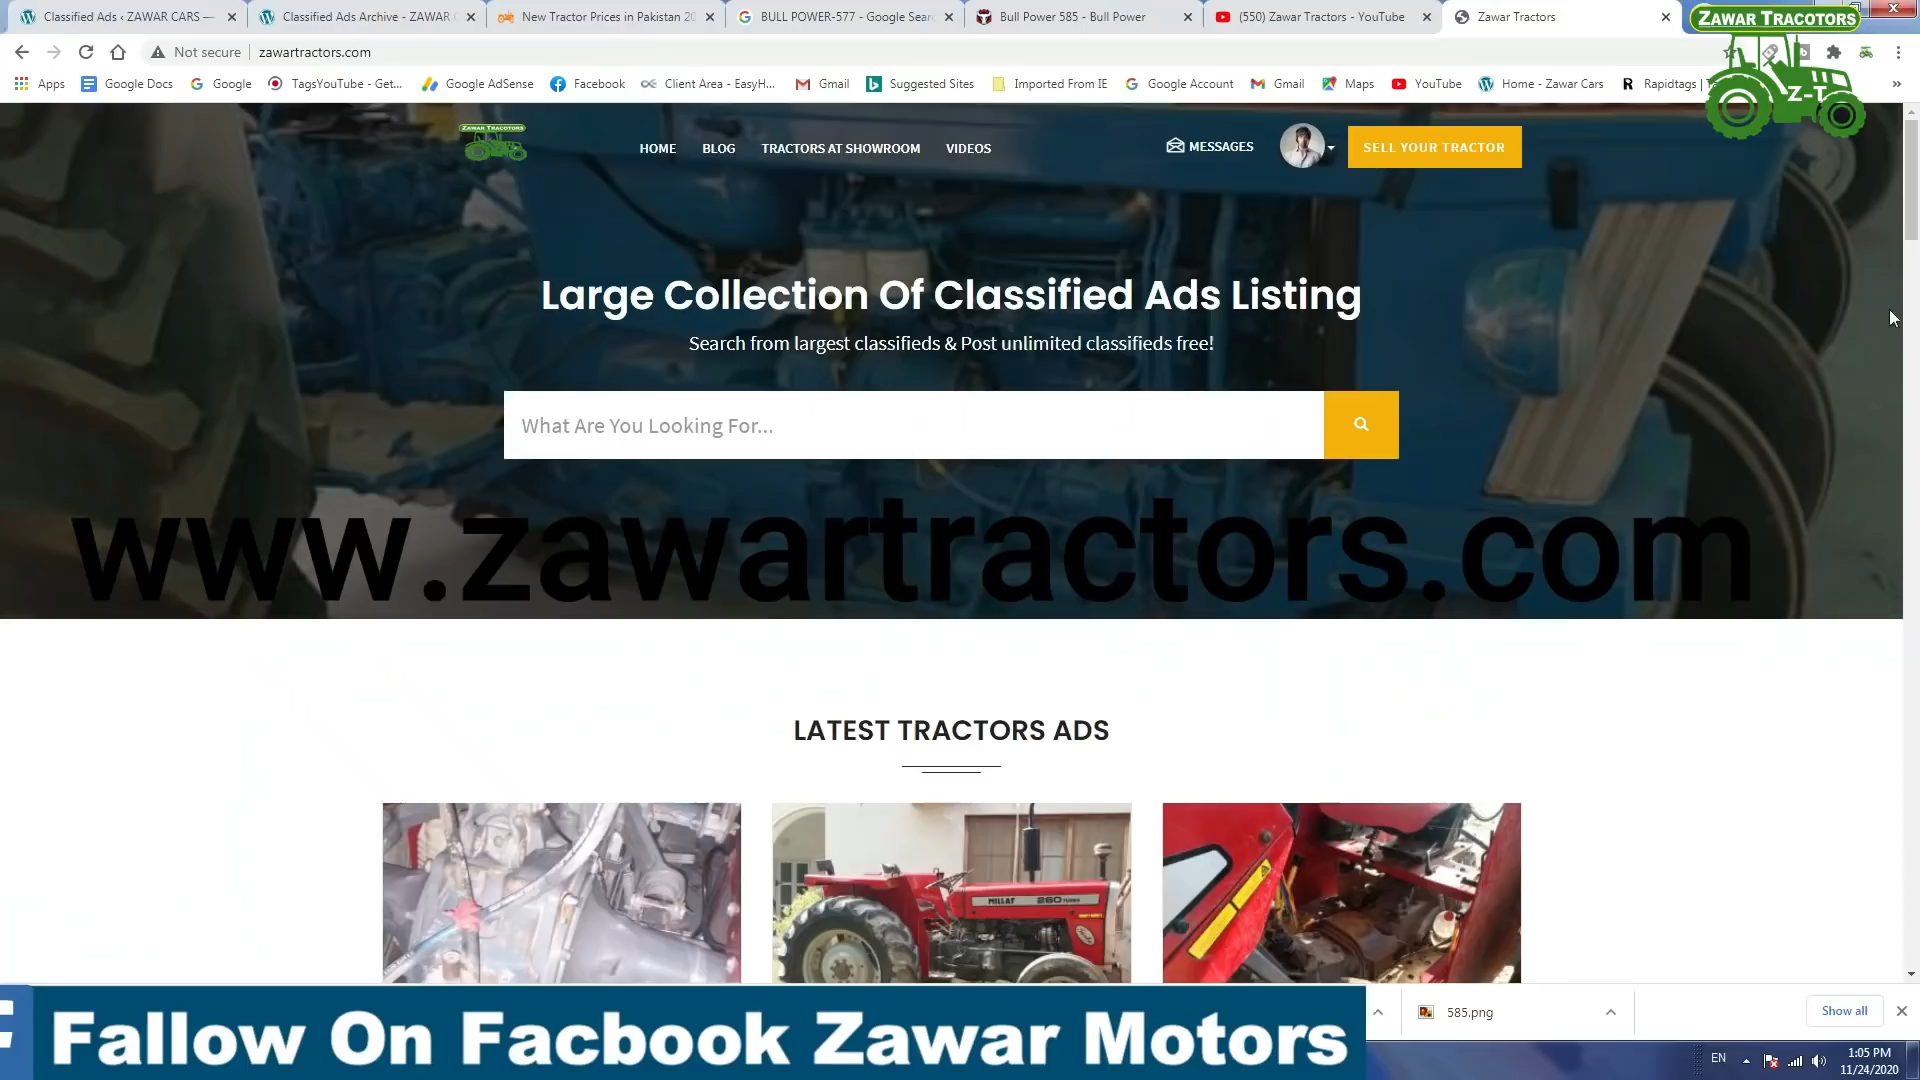 Classified Ads ‹ ZAWAR CARS —
Classified Ads Archive - ZAWAR C
New Tractor Prices in Pakistan 20
BULL POWER-577 - Google Sear
Bull Power 585 - Bull Power
(550) Zawar Tractors - YouTube
Zawar Tractors
ZAWAR TRACOTORS
Z-T
Not secure
zawartractors.com
Apps
Google Docs
Google
TagsYouTube - Get...
Google AdSense
Facebook
Client Area - EasyH...
Gmail
Suggested Sites
Imported From IE
Google Account
Gmail
Maps
YouTube
Home - Zawar Cars
Rapidtags | T
ZAWAR TRACOTORS
HOME
BLOG
TRACTORS AT SHOWROOM
VIDEOS
MESSAGES
SELL YOUR TRACTOR
Large Collection Of Classified Ads Listing
Search from largest classifieds & Post unlimited classifieds free!
What Are You Looking For...
www.zawartractors.com
LATEST TRACTORS ADS
MILLAT 260 TURBO
585.png
Show all
Fallow On Facbook Zawar Motors
EN
1:05 PM
11/24/2020